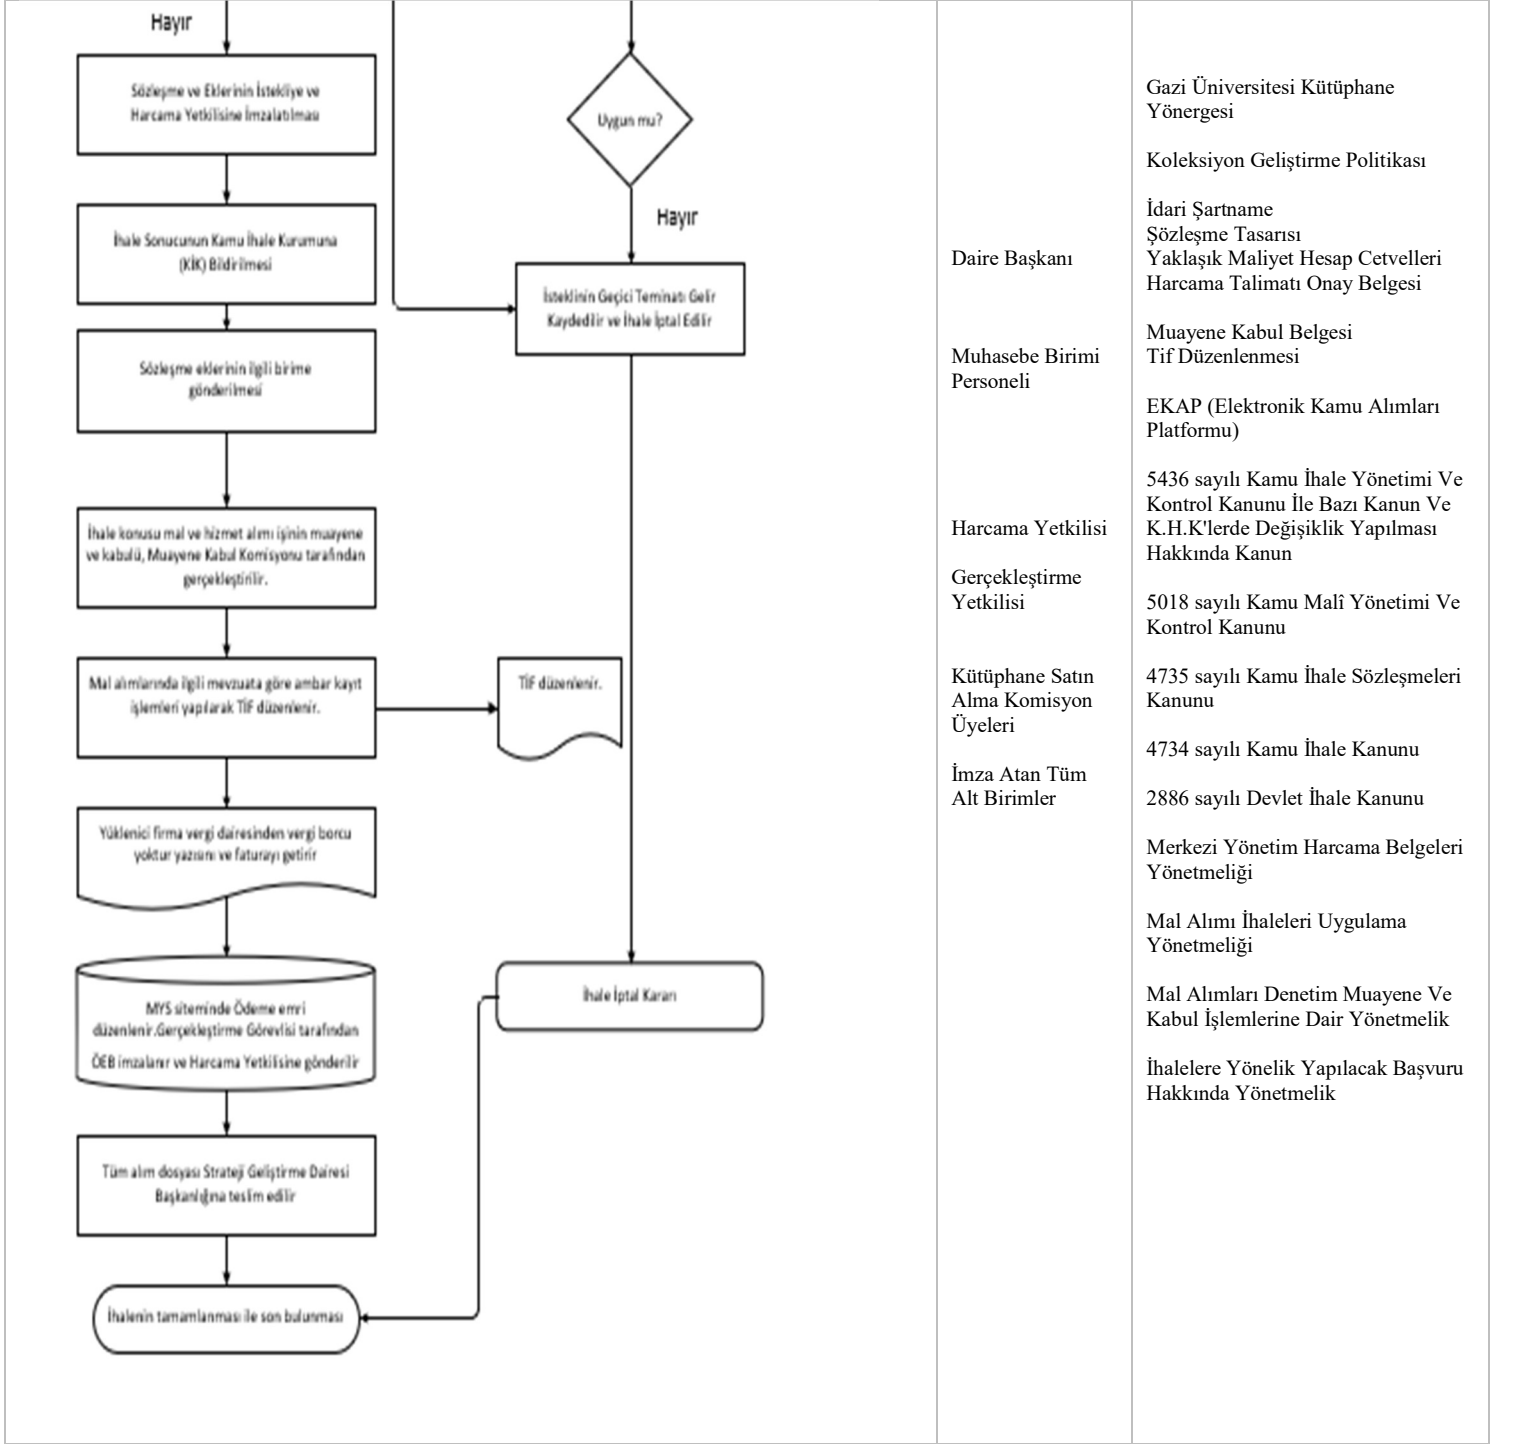 Hayır
Sözleşme ve Eklerinin İstekliye ve
Harcama Yetkilisine İmzalatılması
İhale Sonucunun Kamu İhale Kurumuna
(KİK) Bildirilmesi
Sözleşme eklerinin ilgili birime
gönderilmesi
İhale konusu mal ve hizmet alımı işinin muayene
ve kabulü, Muayene Kabul Komisyonu tarafından
gerçekleştirilir.
Mal alımlarında ilgili mevzuata göre ambar kayıt
işlemleri yapılarak TİF düzenlenir.
TİF düzenlenir.
Yüklenici firma vergi dairesinden vergi borcu
yoktur yazısını ve faturayı getirir
MYS siteminde Ödeme emri
düzenlenir.Gerçekleştirme Görevlisi tarafından
ÖEB imzalanır ve Harcama Yetkilisine gönderilir
Tüm alım dosyası Strateji Geliştirme Dairesi
Başkanlığına teslim edilir
İhalenin tamamlanması ile son bulunması
Uygun mu?
Hayır
İsteklinin Geçici Teminatı Gelir
Kaydedilir ve İhale İptal Edilir
İhale İptal Kararı
Daire Başkanı
Muhasebe Birimi
Personeli
Harcama Yetkilisi
Gerçekleştirme
Yetkilisi
Kütüphane Satın
Alma Komisyon
Üyeleri
İmza Atan Tüm
Alt Birimler
Gazi Üniversitesi Kütüphane
Yönergesi
Koleksiyon Geliştirme Politikası
İdari Şartname
Sözleşme Tasarısı
Yaklaşık Maliyet Hesap Cetvelleri
Harcama Talimatı Onay Belgesi
Muayene Kabul Belgesi
Tif Düzenlenmesi
EKAP (Elektronik Kamu Alımları
Platformu)
5436 sayılı Kamu İhale Yönetimi Ve
Kontrol Kanunu İle Bazı Kanun Ve
K.H.K'lerde Değişiklik Yapılması
Hakkında Kanun
5018 sayılı Kamu Malî Yönetimi Ve
Kontrol Kanunu
4735 sayılı Kamu İhale Sözleşmeleri
Kanunu
4734 sayılı Kamu İhale Kanunu
2886 sayılı Devlet İhale Kanunu
Merkezi Yönetim Harcama Belgeleri
Yönetmeliği
Mal Alımı İhaleleri Uygulama
Yönetmeliği
Mal Alımları Denetim Muayene Ve
Kabul İşlemlerine Dair Yönetmelik
İhalelere Yönelik Yapılacak Başvuru
Hakkında Yönetmelik